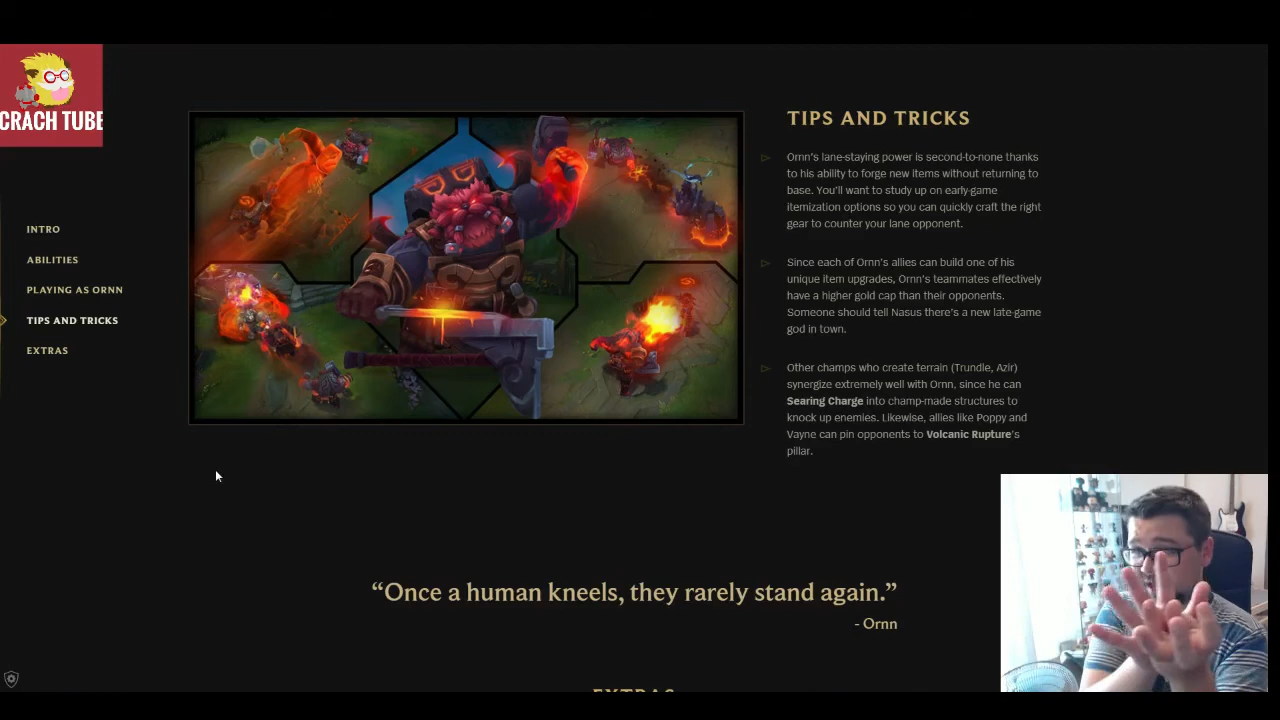 CRACH TUBE
INTRO
ABILITIES
PLAYING AS ORNN
TIPS AND TRICKS
EXTRAS
TIPS AND TRICKS
Ornn's lane-staying power is second-to-none thanks
to his ability to forge new items without returning to
base. You'll want to study up on early-game
itemization options so you can quickly craft the right
gear to counter your lane opponent.
Since each of Ornn's allies can build one of his
unique item upgrades, Ornn's teammates effectively
have a higher gold cap than their opponents.
Someone should tell Nasus there's a new late-game
god in town.
Other champs who create terrain (Trundle, Azir)
synergize extremely well with Ornn, since he can
Searing Charge into champ-made structures to
knock up enemies. Likewise, allies like Poppy and
Vayne can pin opponents to Volcanic Rupture's
pillar.
“Once a human kneels, they rarely stand again.”
- Ornn
EXTRAS